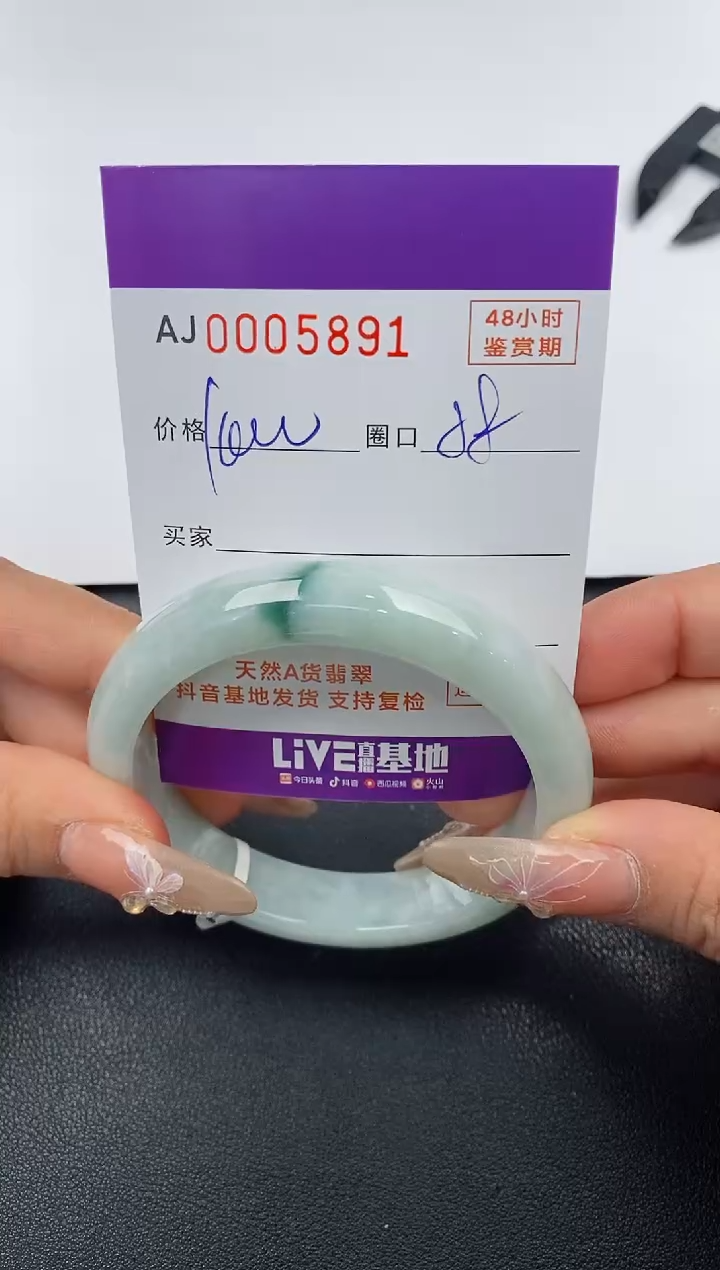 AJ 0005891
48小时
鉴赏期
价格
圈口
买家
天然A货翡翠
抖音基地发货 支持复检
LiVE直播基地
今日头条 抖音 西瓜视频 火山